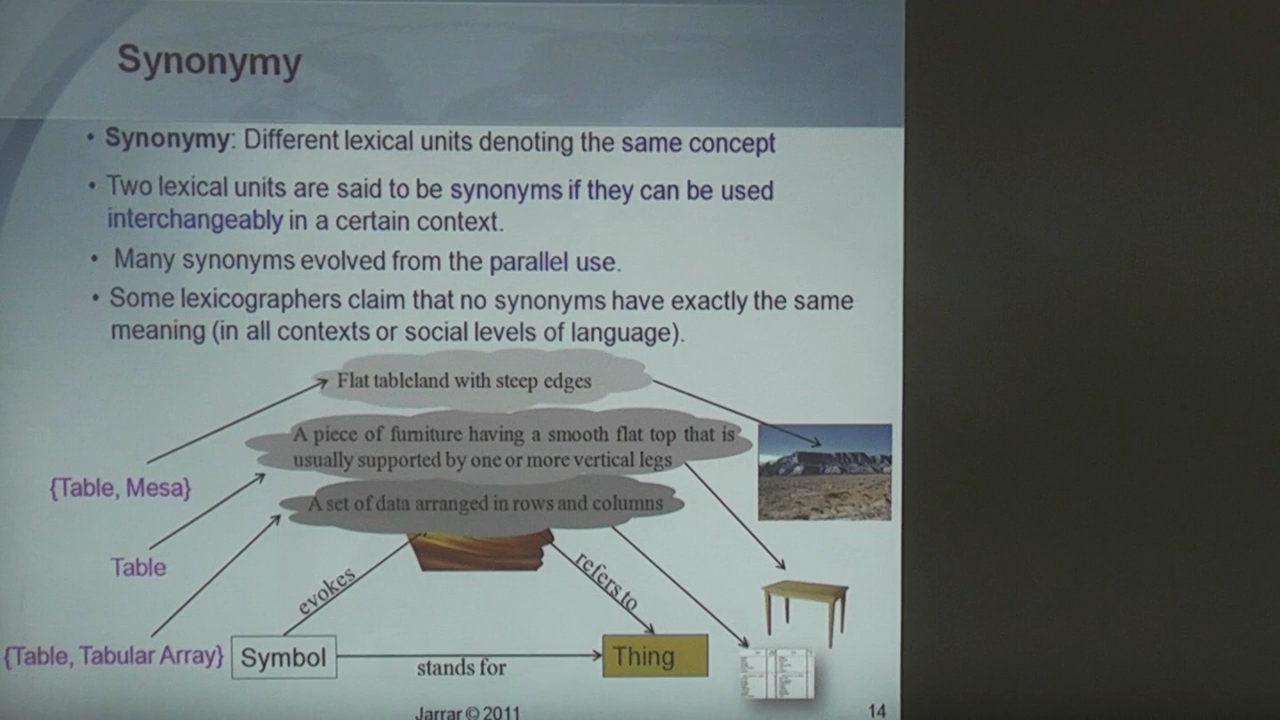 Synonymy
• Synonymy: Different lexical units denoting the same concept
• Two lexical units are said to be synonyms if they can be used
interchangeably in a certain context.
• Many synonyms evolved from the parallel use.
• Some lexicographers claim that no synonyms have exactly the same
meaning (in all contexts or social levels of language).
Flat tableland with steep edges
A piece of furniture having a smooth flat top that is
usually supported by one or more vertical legs
{Table, Mesa}
A set of data arranged in rows and columns
Table
evokes
refers to
{Table, Tabular Array}
Symbol
stands for
Thing
Jarrar © 2011
14